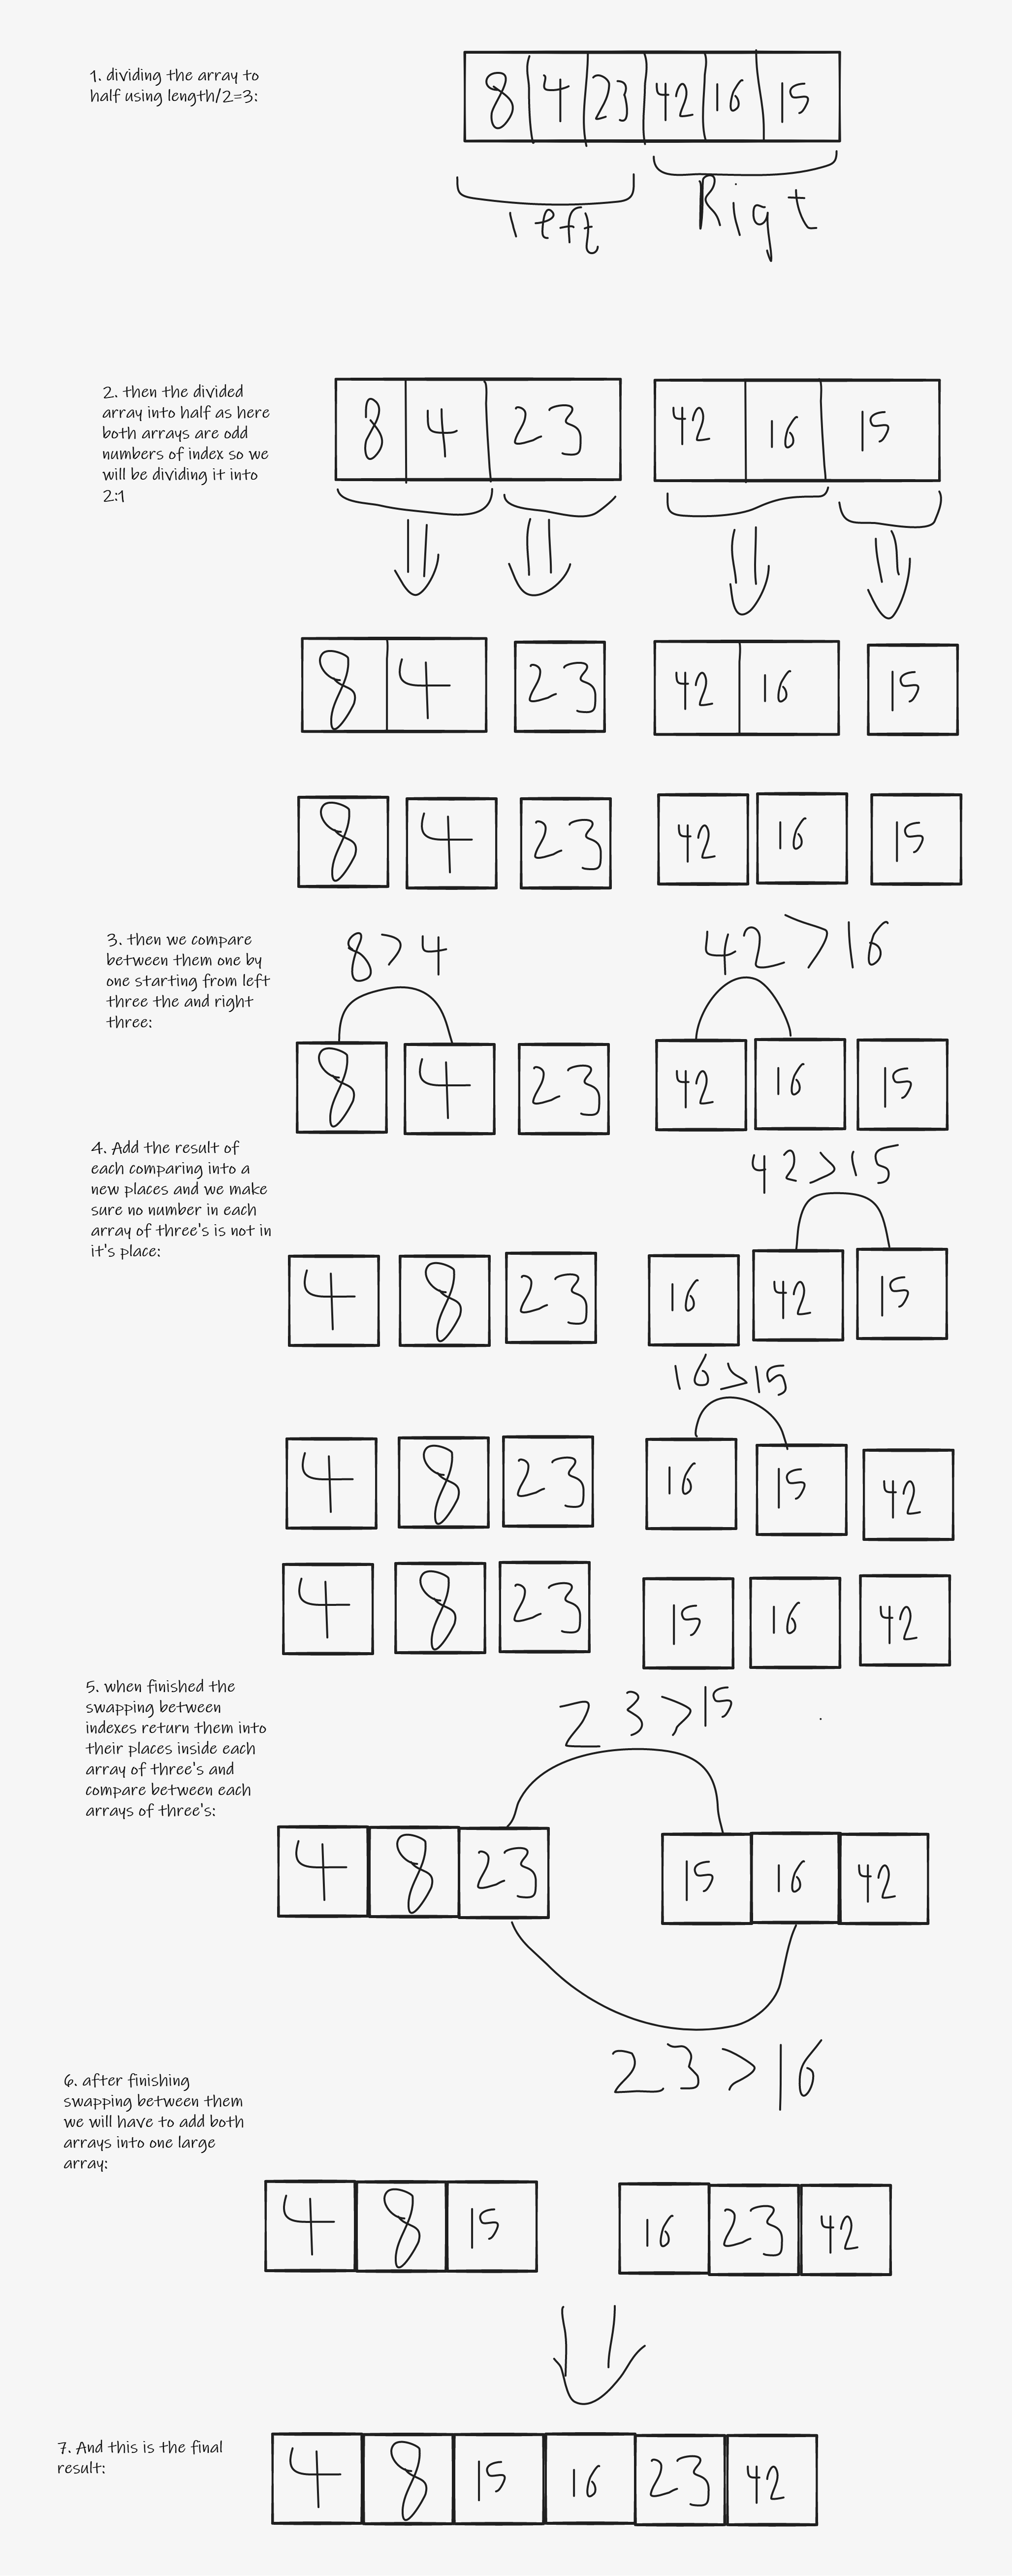 1. dividing the array to
half using length/2=3:
8 4 23 42 16 15
left Rigt
2. then the divided
array into half as here
both arrays are odd
numbers of index so we
will be dividing it into
2:1
8 4 23 42 16 15
8 4 23 42 16 15
8 4 23 42 16 15
3. then we compare
between them one by
one starting from left
three the and right
three:
8>4 42>16
8 4 23 42 16 15
4. Add the result of
each comparing into a
new places and we make
sure no number in each
array of three's is not in
it's place:
42>15
4 8 23 16 42 15
16>15
4 8 23 16 15 42
4 8 23 15 16 42
5. when finished the
swapping between
indexes return them into
their places inside each
array of three's and
compare between each
arrays of three's:
23>15
4 8 23 15 16 42
23>16
6. after finishing
swapping between them
we will have to add both
arrays into one large
array:
4 8 15 16 23 42
7. And this is the final
result:
4 8 15 16 23 42